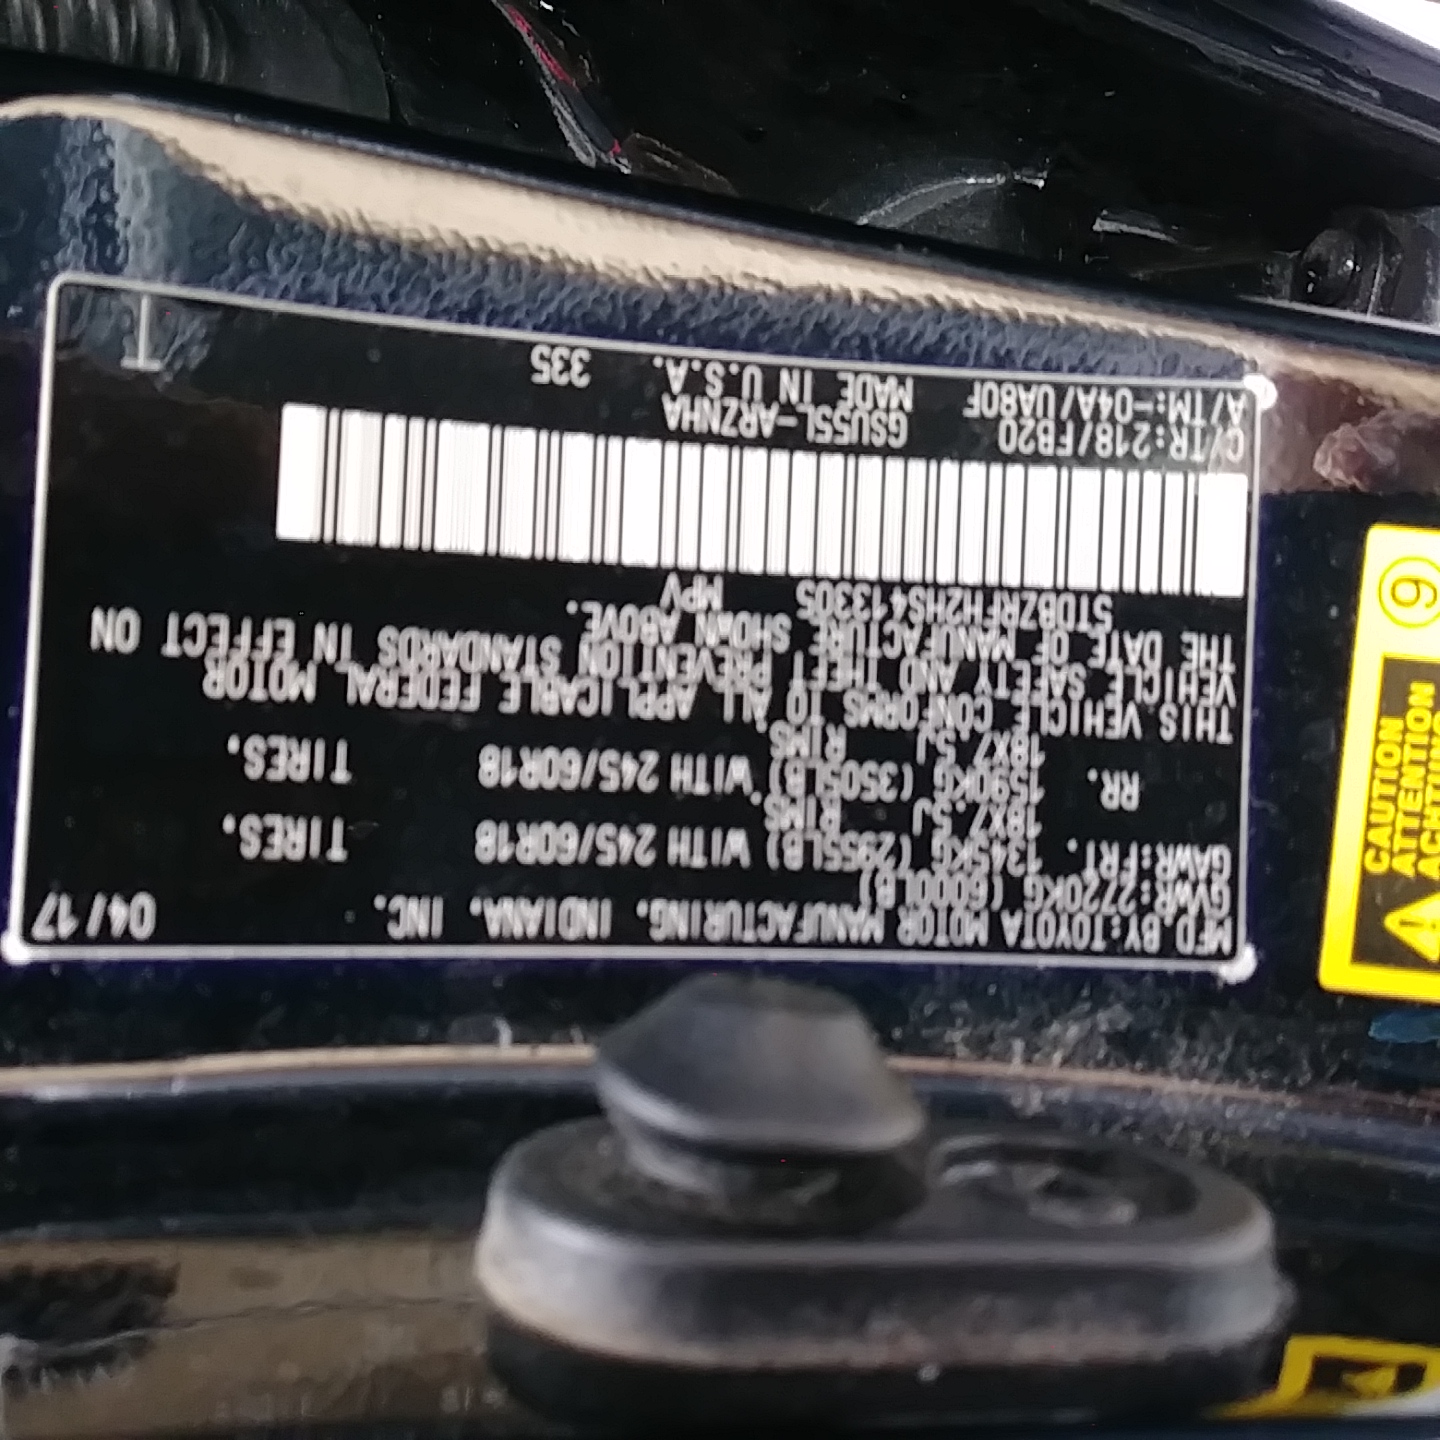 MFD.BY:TOYOTA MOTOR MANUFACTURING, INDIANA, INC. 04/17
GVWR:2720KG(6000LB)
GAWR:FRT. 1345KG(2955LB) WITH 245/60R18 TIRES,
18X7.5J RIMS
RR. 1590KG (3505LB) WITH 245/60R18 TIRES,
18X7.5J RIMS.
THIS VEHICLE CONFORMS TO ALL APPLICABLE FEDERAL MOTOR
VEHICLE SAFETY AND THEFT PREVENTION STANDARDS IN EFFECT ON
THE DATE OF MANUFACTURE SHOWN ABOVE.
5TDBZRFH2HS413305 MPV
C/TR:218/FB20 GSU55L-ARZNHA
A/TM:-04A/UA80F MADE IN U.S.A. 335
CAUTION
ATTENTION
ACHTUNG